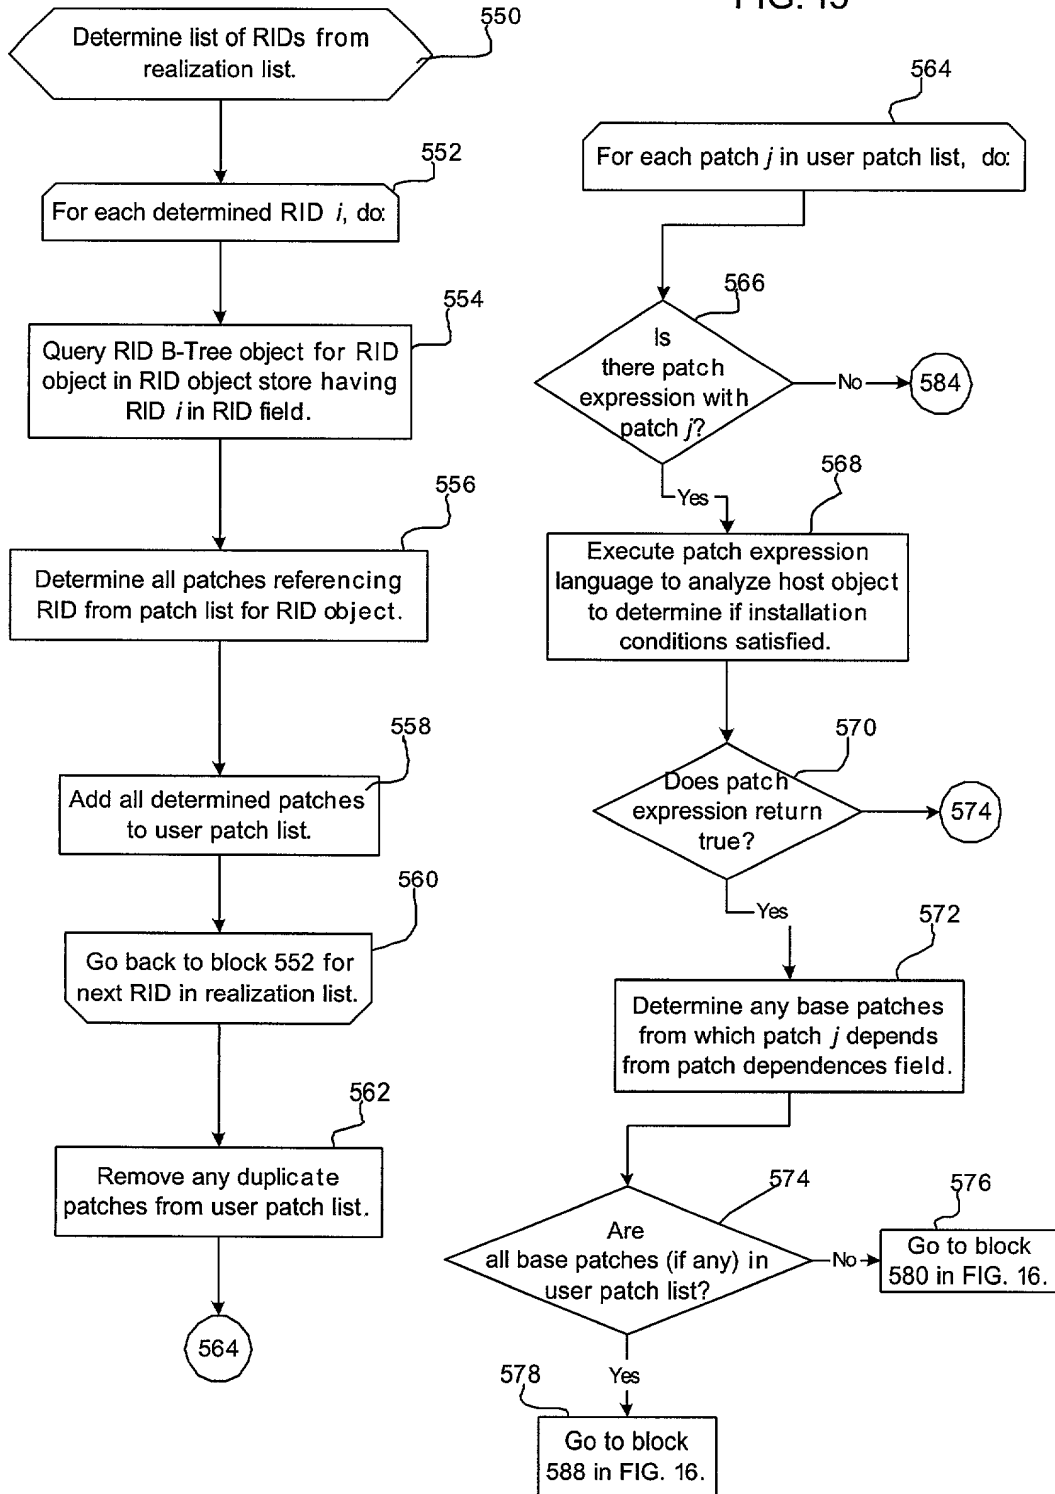 FIG. 15
550
Determine list of RIDs from
realization list.
552
For each determined RID i, do:
554
Query RID B-Tree object for RID
object in RID object store having
RID i in RID field.
556
Determine all patches referencing
RID from patch list for RID object.
558
Add all determined patches
to user patch list.
560
Go back to block 552 for
next RID in realization list.
562
Remove any duplicate
patches from user patch list.
564
564
For each patch j in user patch list, do:
566
Is
there patch
expression with
patch j?
No
584
Yes
568
Execute patch expression
language to analyze host object
to determine if installation
conditions satisfied.
570
Does patch
expression return
true?
574
Yes
572
Determine any base patches
from which patch j depends
from patch dependences field.
574
Are
all base patches (if any) in
user patch list?
No
576
Go to block
580 in FIG. 16.
Yes
578
Go to block
588 in FIG. 16.